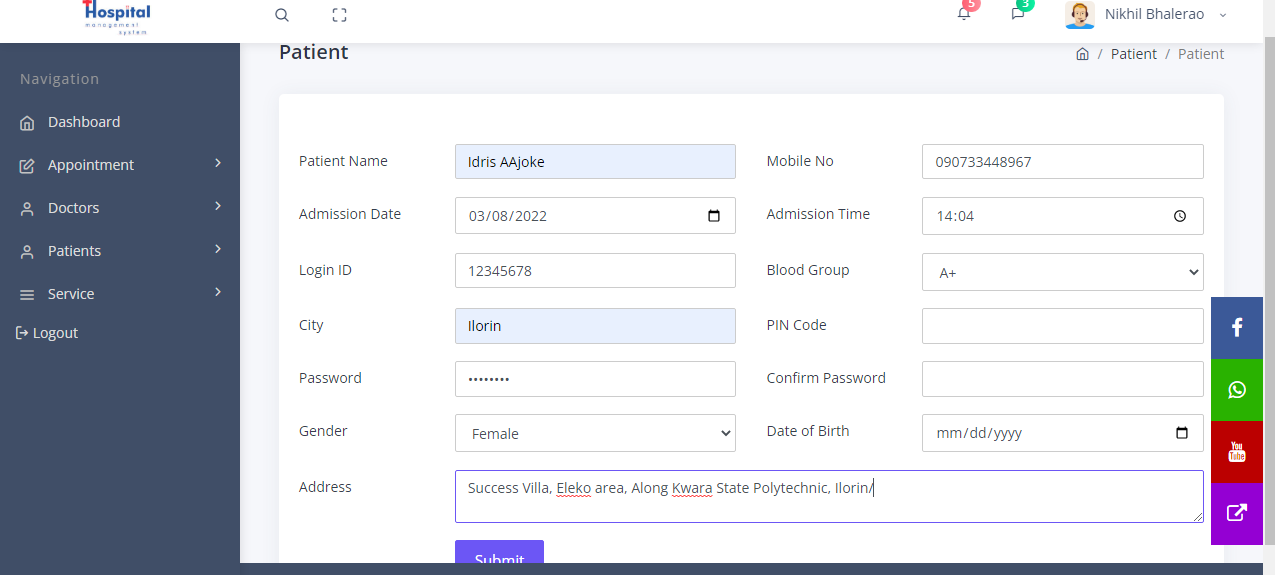 Hospital
management
system
5
3
Nikhil Bhalerao
Navigation
Dashboard
Appointment
Doctors
Patients
Service
Logout
Patient
/ Patient / Patient
Patient Name
Idris AAjoke
Mobile No
090733448967
Admission Date
03/08/2022
Admission Time
14:04
Login ID
12345678
Blood Group
A+
City
Ilorin
PIN Code
Password
••••••••
Confirm Password
Gender
Female
Date of Birth
mm/dd/yyyy
Address
Success Villa, Eleko area, Along Kwara State Polytechnic, Ilorin/
Submit
You
Tube